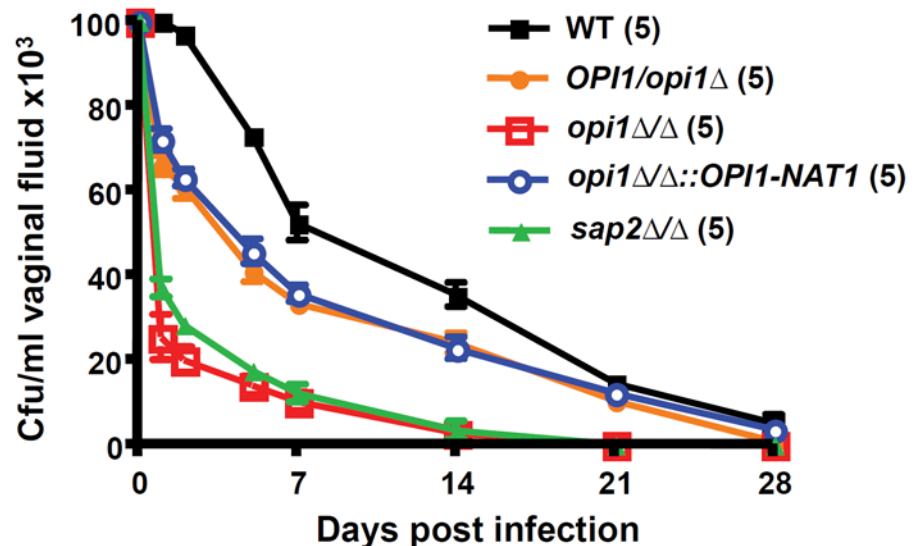 Cfu/ml vaginal fluid x10³
100
80
60
40
20
0
0 7 14 21 28
Days post infection
WT (5)
OPI1/opi1Δ (5)
opi1Δ/Δ (5)
opi1Δ/Δ::OPI1-NAT1 (5)
sap2Δ/Δ (5)